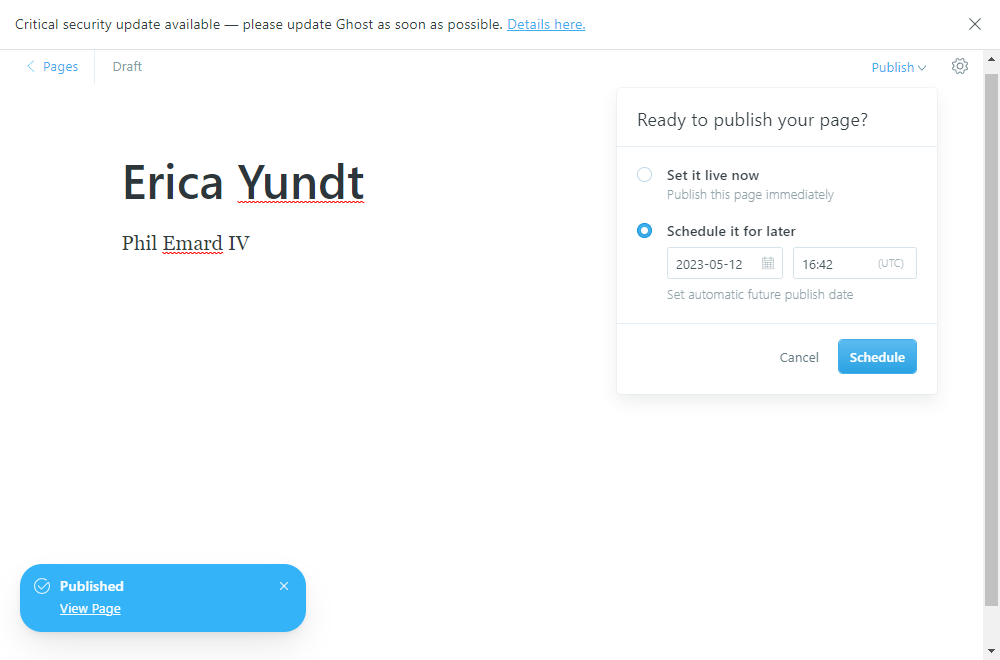 Critical security update available — please update Ghost as soon as possible. Details here.
Pages
Draft
Publish
Ready to publish your page?
Erica Yundt
Phil Emard IV
Set it live now
Publish this page immediately
Schedule it for later
2023-05-12
16:42
(UTC)
Set automatic future publish date
Cancel
Schedule
Published
View Page